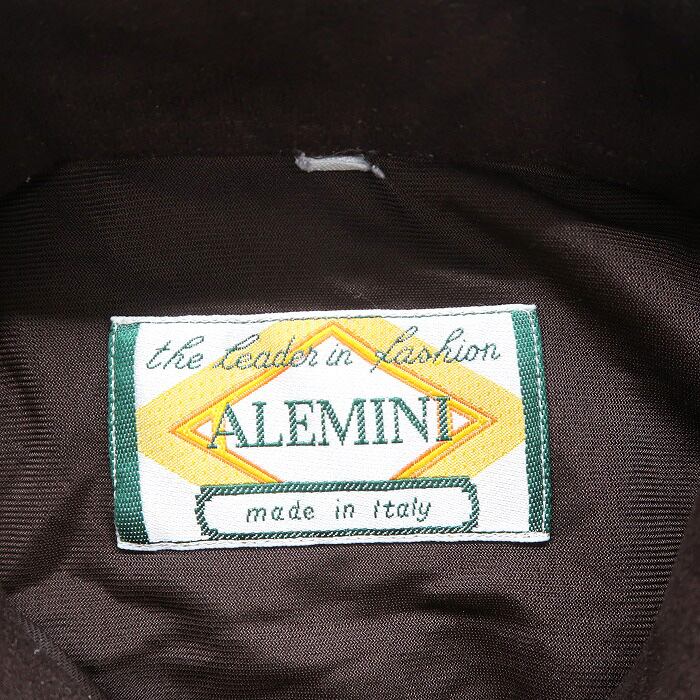 the leader in fashion
ALEMINI
made in Italy